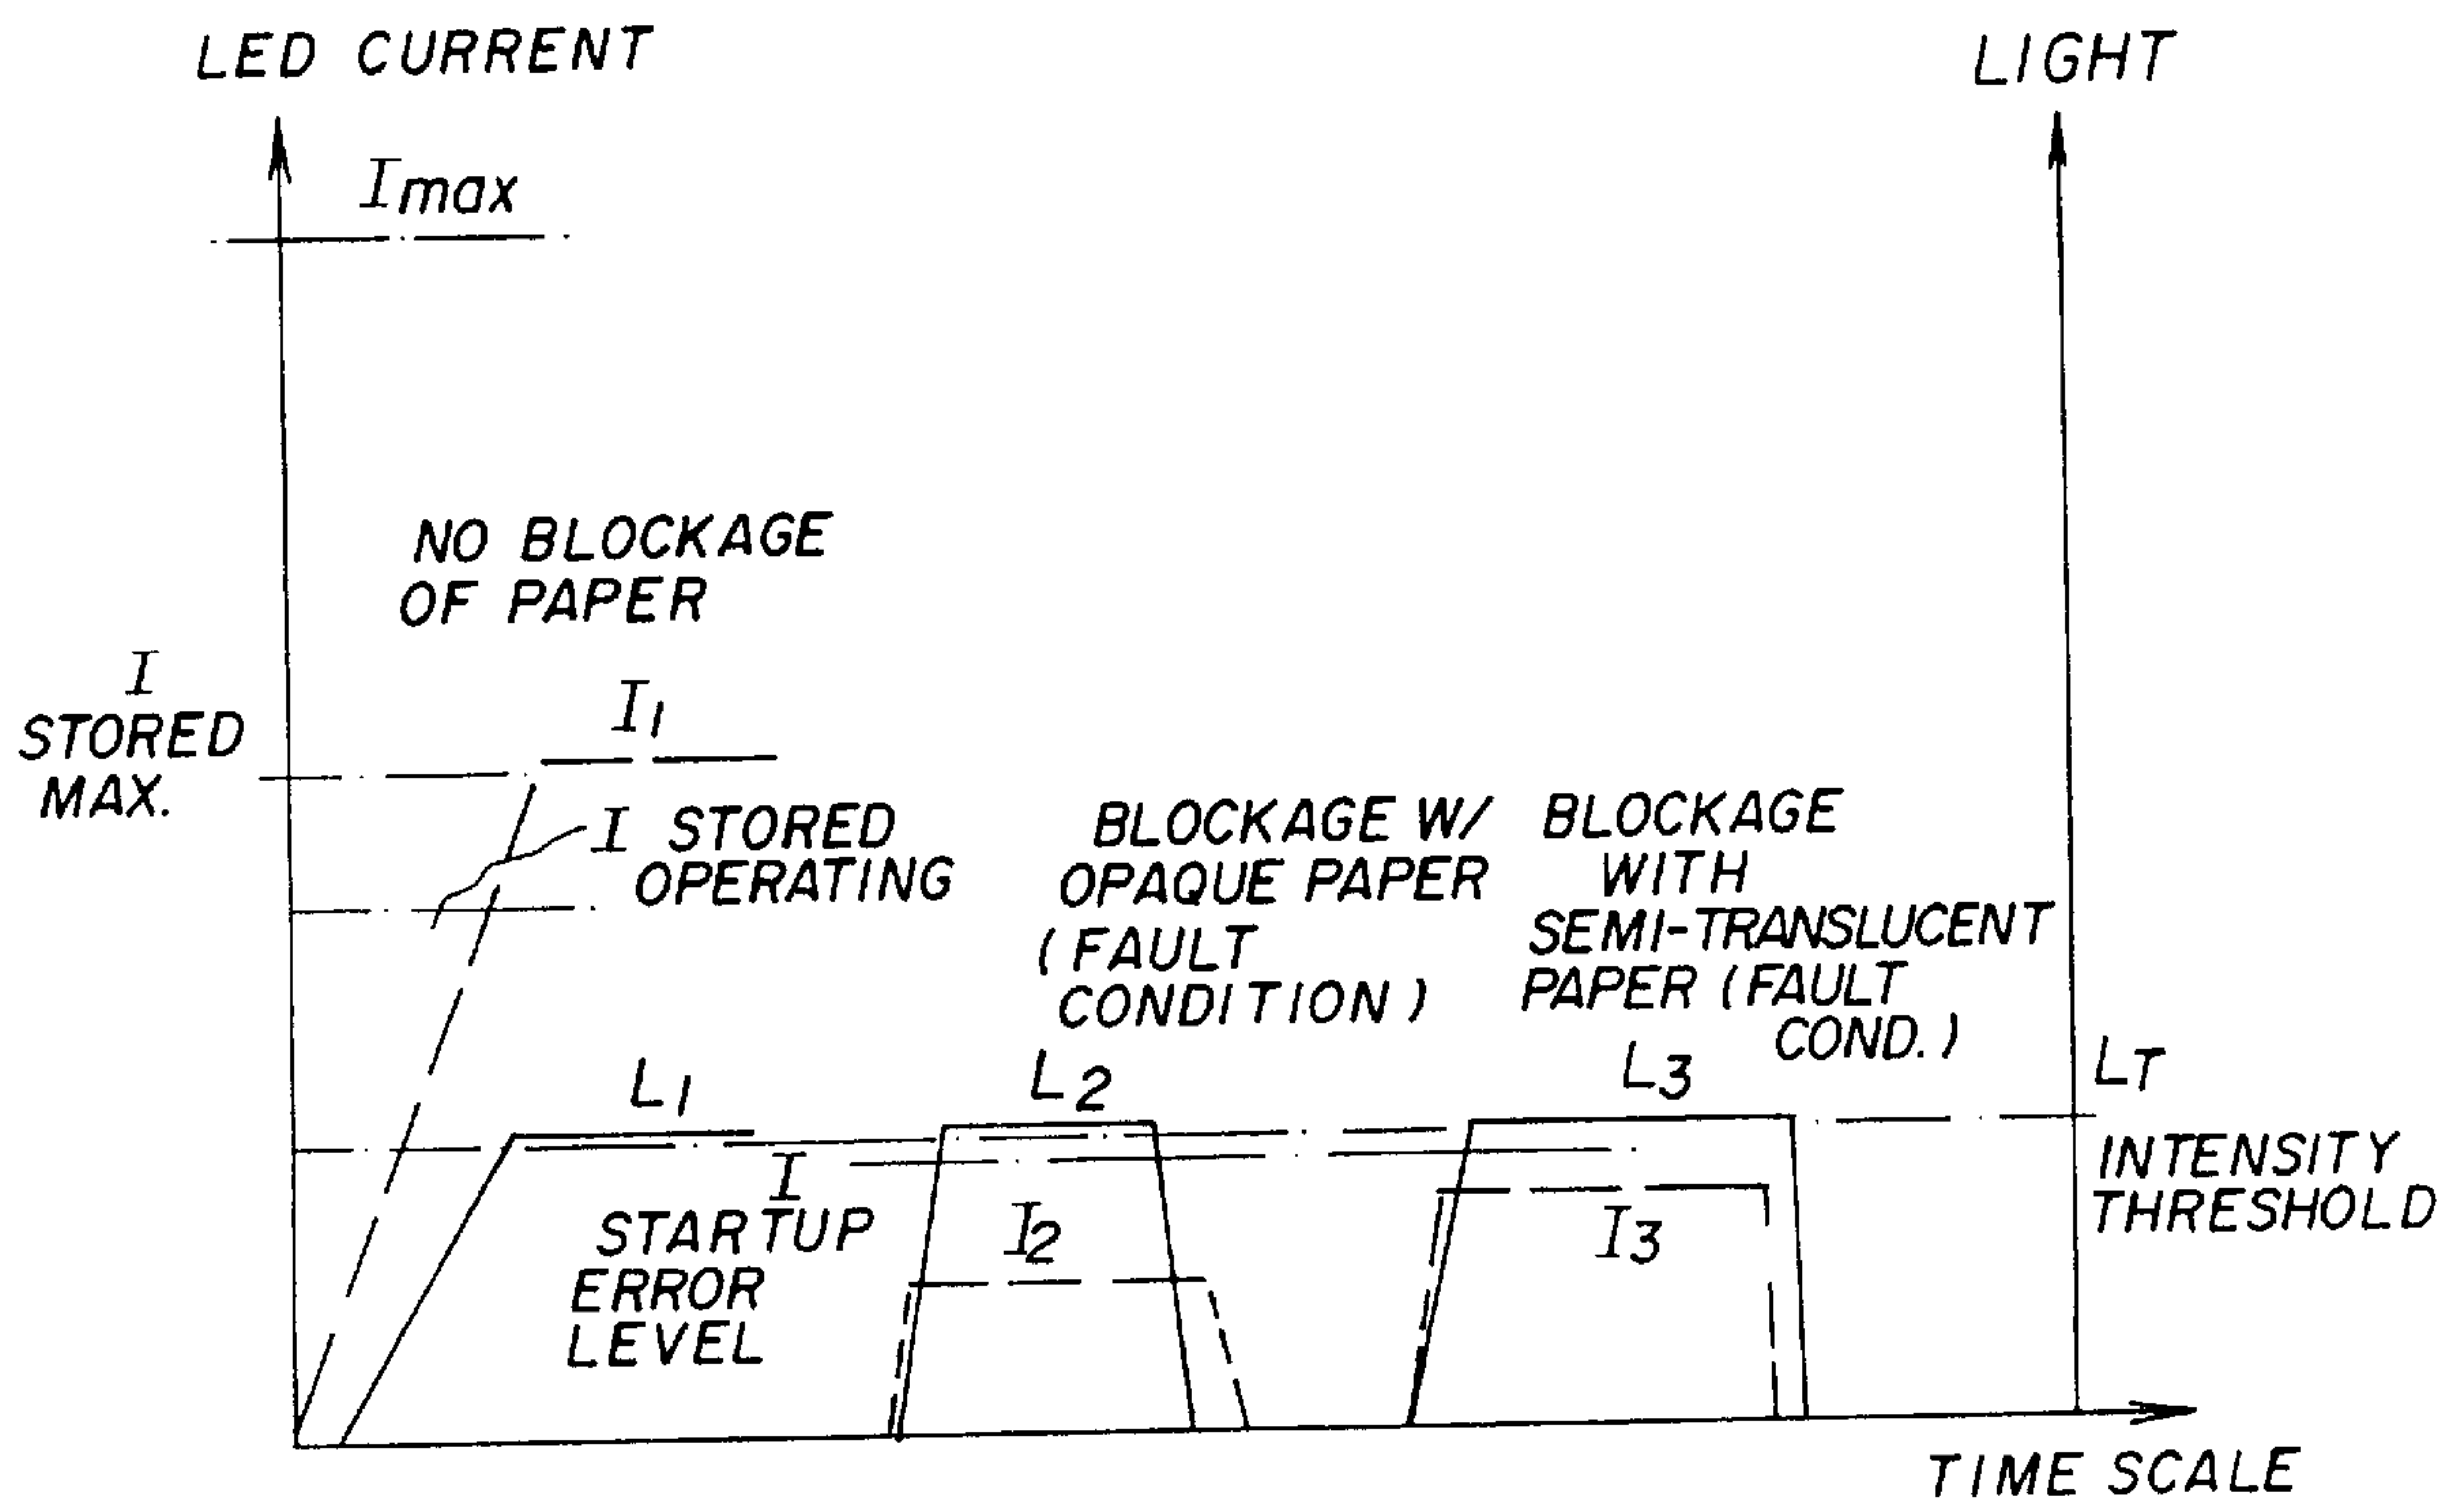 LED CURRENT
LIGHT
Imax
NO BLOCKAGE
OF PAPER
I
STORED
MAX.
I1
I STORED
OPERATING
BLOCKAGE W/
OPAQUE PAPER
(FAULT
CONDITION)
BLOCKAGE
WITH
SEMI-TRANSLUCENT
PAPER (FAULT
COND.)
L1
L2
L3
LT
INTENSITY
THRESHOLD
I
STARTUP
ERROR
LEVEL
I2
I3
TIME SCALE